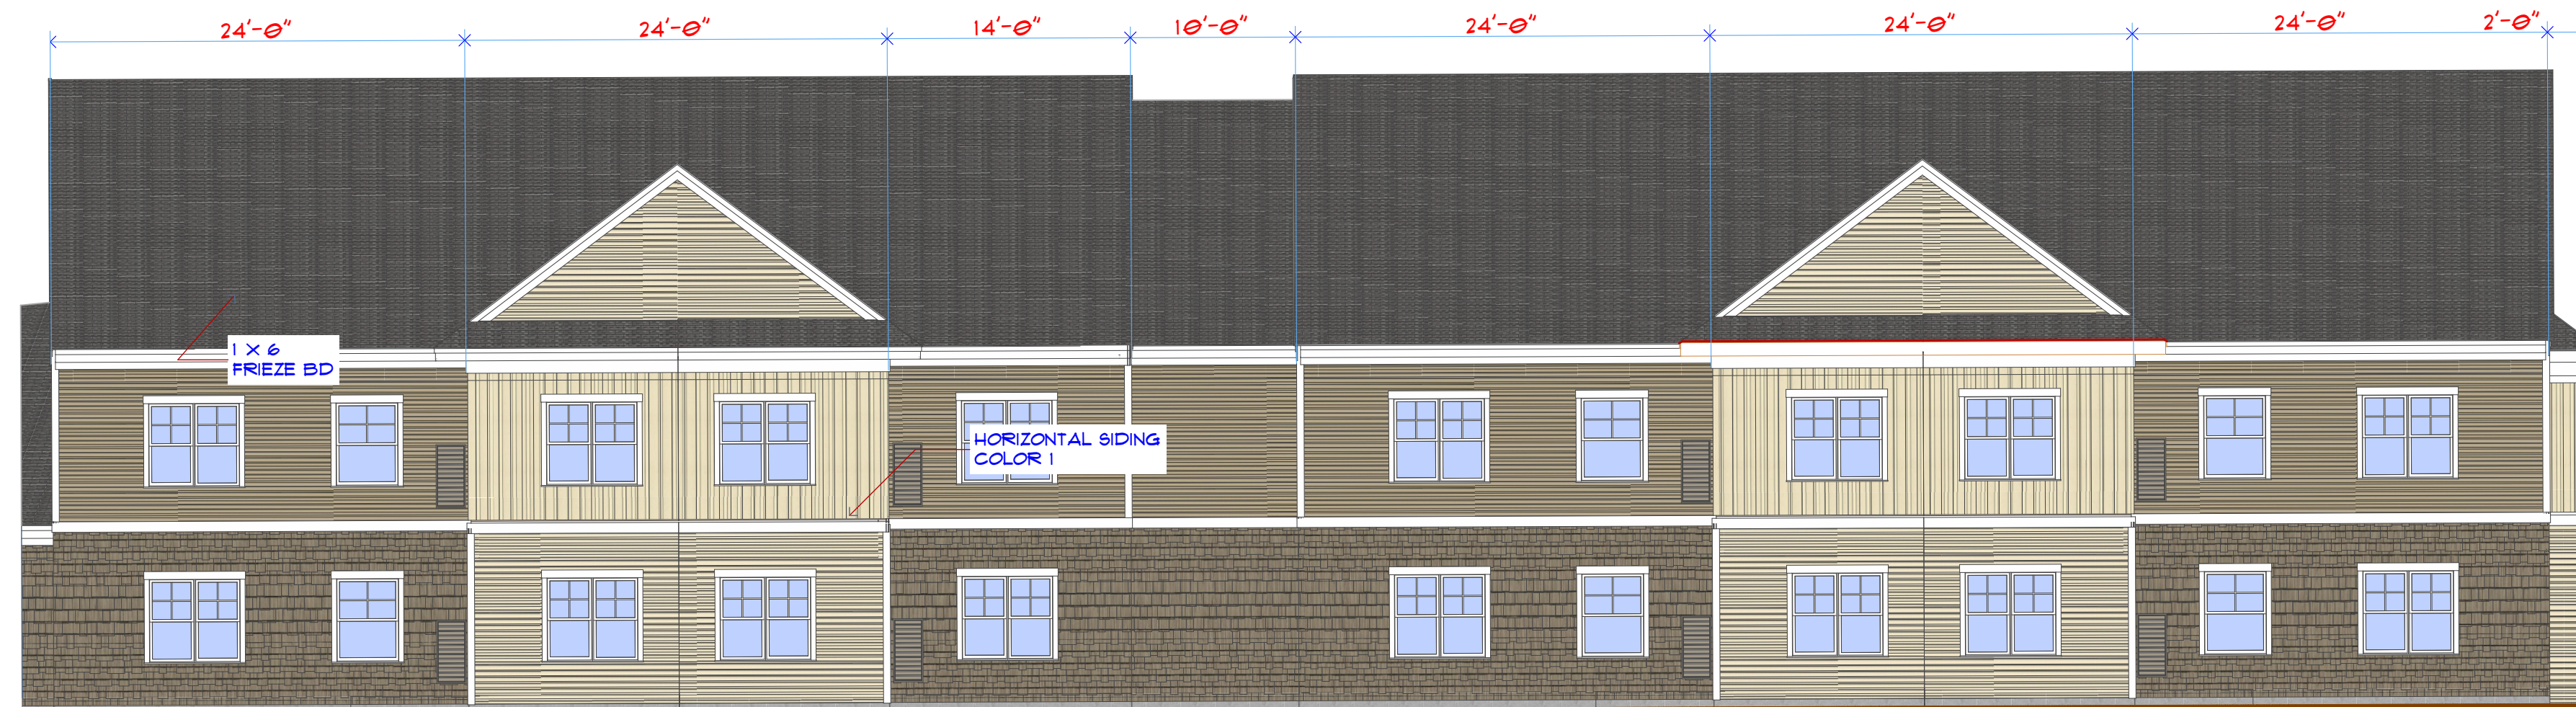 24'-0" 24'-0" 14'-0" 10'-0" 24'-0" 24'-0" 24'-0" 2'-0"
1 X 6
FRIEZE BD
HORIZONTAL SIDING
COLOR 1